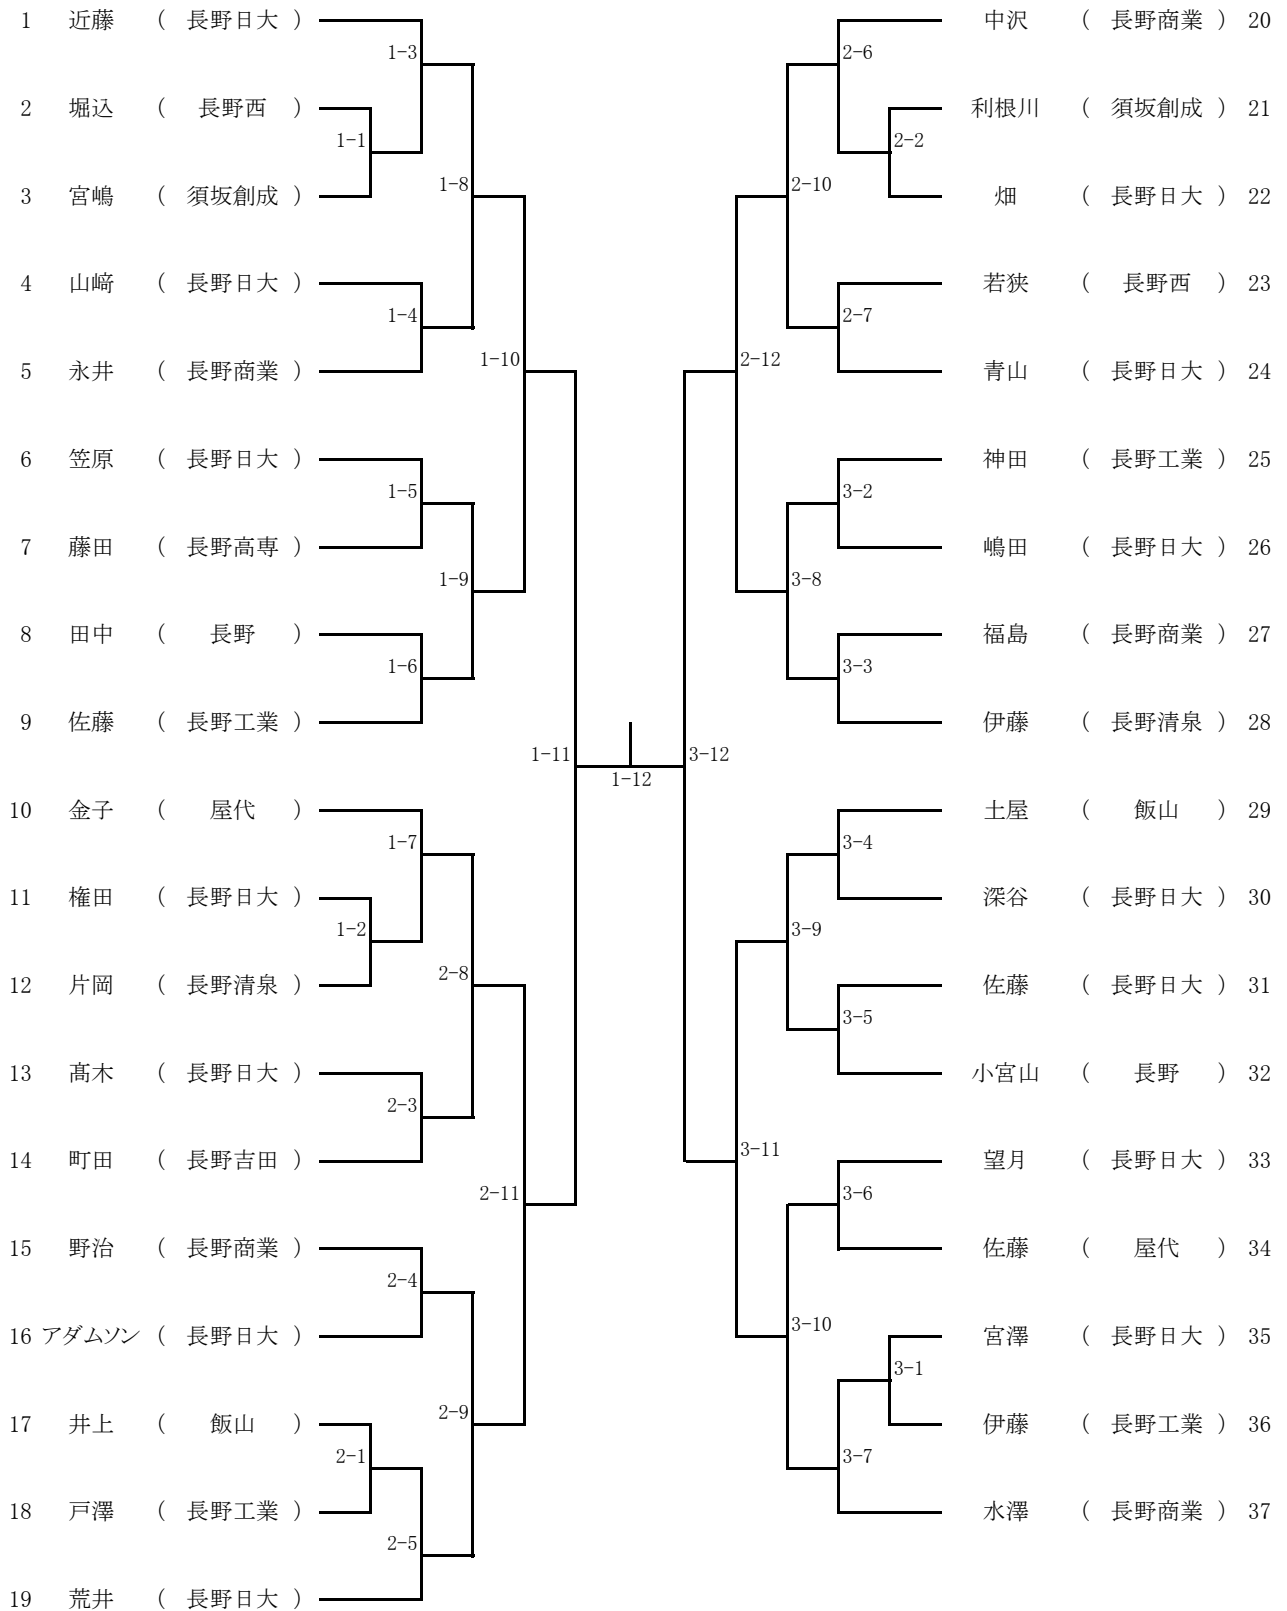 1 近藤 （ 長野日大 ）
1-3
2 堀込 （ 長野西 ）
1-1
3 宮嶋 （ 須坂創成 ）
1-8
4 山﨑 （ 長野日大 ）
1-4
5 永井 （ 長野商業 ）
1-10
6 笠原 （ 長野日大 ）
1-5
7 藤田 （ 長野高専 ）
1-9
8 田中 （ 長野 ）
1-6
9 佐藤 （ 長野工業 ）
1-11
10 金子 （ 屋代 ）
1-7
11 権田 （ 長野日大 ）
1-2
12 片岡 （ 長野清泉 ）
2-8
13 髙木 （ 長野日大 ）
2-3
14 町田 （ 長野吉田 ）
2-11
15 野治 （ 長野商業 ）
2-4
16 アダムソン （ 長野日大 ）
2-9
17 井上 （ 飯山 ）
2-1
18 戸澤 （ 長野工業 ）
2-5
19 荒井 （ 長野日大 ）
1-12
中沢 （ 長野商業 ） 20
2-6
利根川 （ 須坂創成 ） 21
2-2
畑 （ 長野日大 ） 22
2-10
若狭 （ 長野西 ） 23
2-7
青山 （ 長野日大 ） 24
2-12
神田 （ 長野工業 ） 25
3-2
嶋田 （ 長野日大 ） 26
3-8
福島 （ 長野商業 ） 27
3-3
伊藤 （ 長野清泉 ） 28
3-12
土屋 （ 飯山 ） 29
3-4
深谷 （ 長野日大 ） 30
3-9
佐藤 （ 長野日大 ） 31
3-5
小宮山 （ 長野 ） 32
3-11
望月 （ 長野日大 ） 33
3-6
佐藤 （ 屋代 ） 34
3-10
宮澤 （ 長野日大 ） 35
3-1
伊藤 （ 長野工業 ） 36
3-7
水澤 （ 長野商業 ） 37